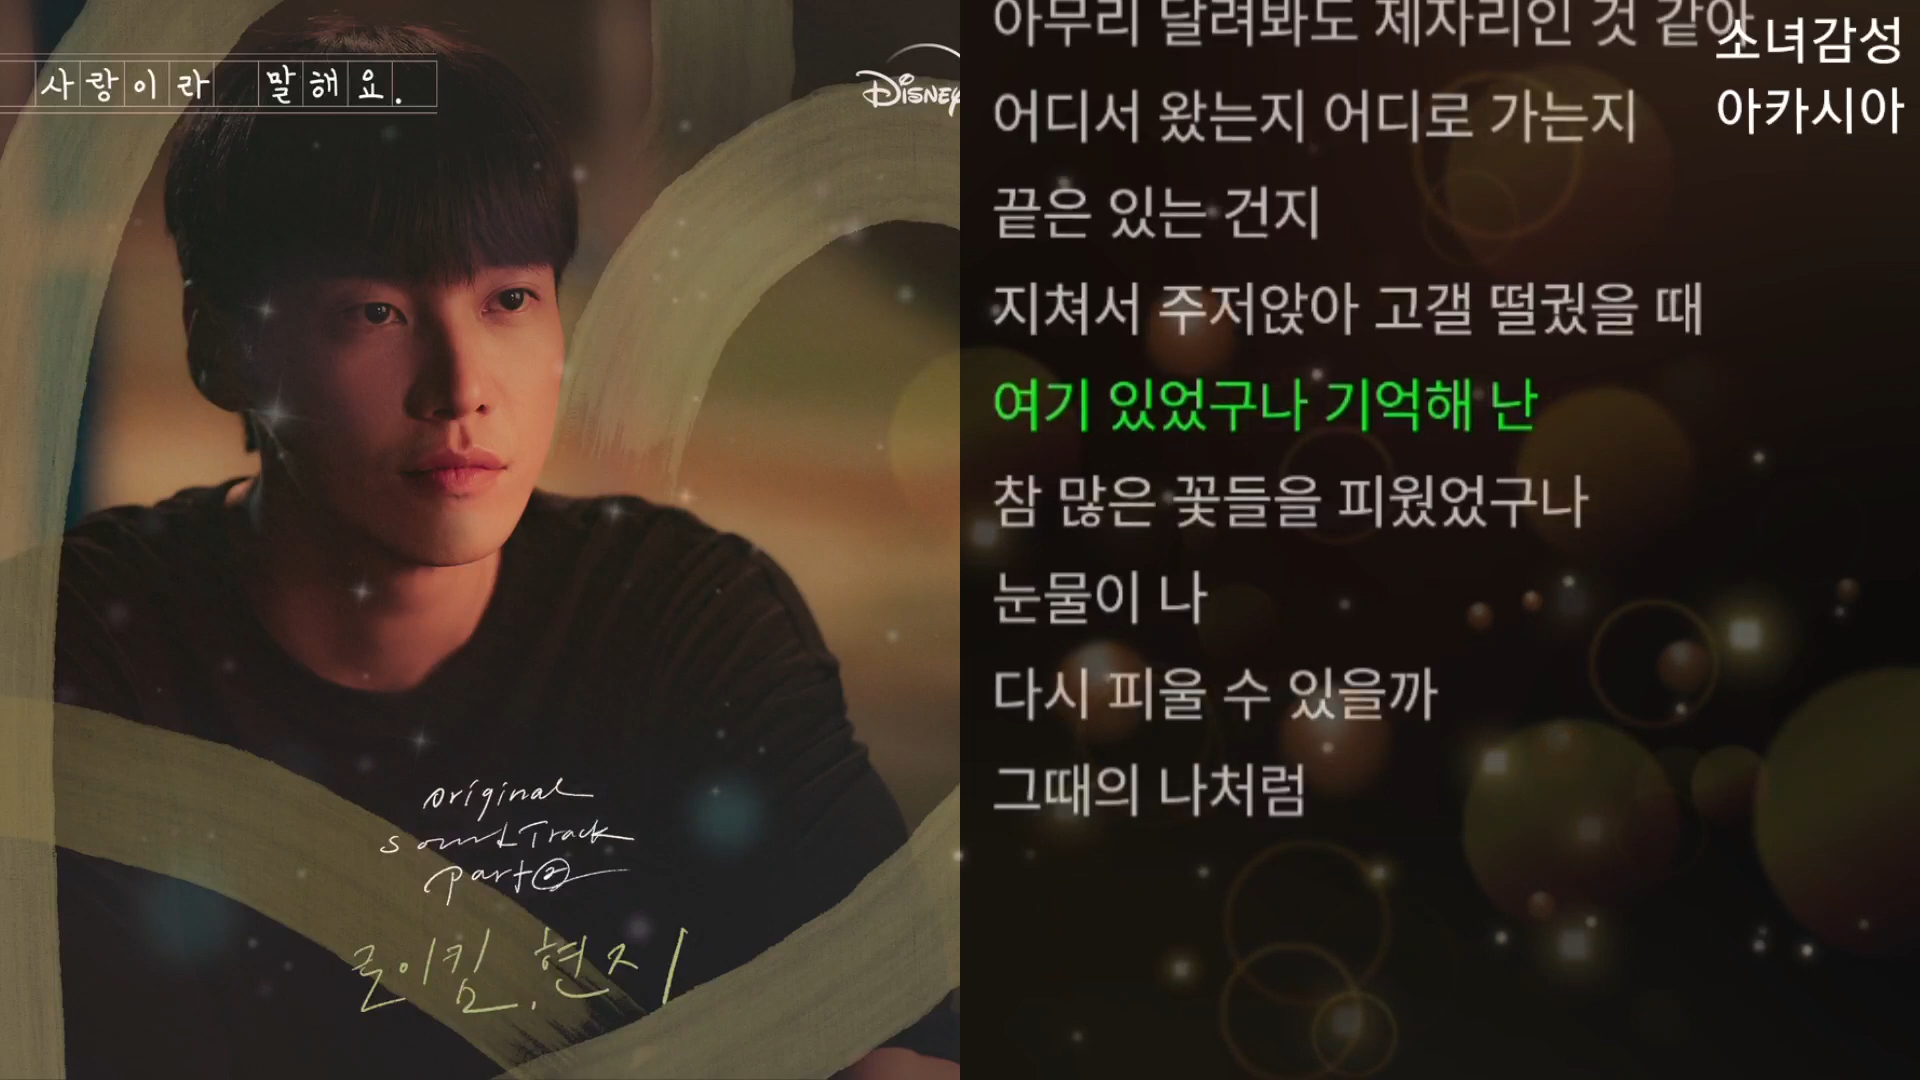 사랑이라 말해요.
Disney
original
soundtrack
part②
로이킴, 현지
아무리 달려봐도 제자리인 것 같아
소녀감성
아카시아
어디서 왔는지 어디로 가는지
끝은 있는 건지
지쳐서 주저앉아 고갤 떨궜을 때
여기 있었구나 기억해 난
참 많은 꽃들을 피웠었구나
눈물이 나
다시 피울 수 있을까
그때의 나처럼